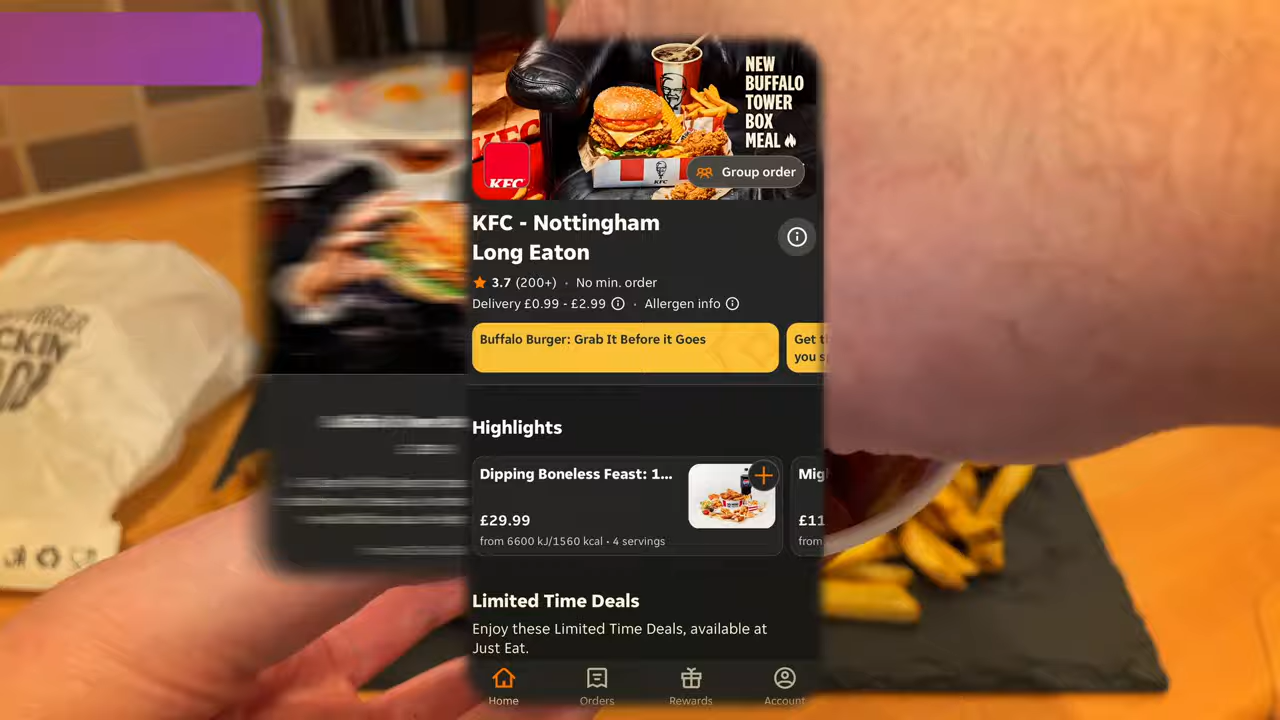 NEW
BUFFALO
TOWER
BOX
MEAL
KFC
KFC
KFC
Group order
KFC - Nottingham
Long Eaton
3.7 (200+) · No min. order
Delivery £0.99 - £2.99 · Allergen info
Buffalo Burger: Grab It Before it Goes
Get
you
Highlights
Dipping Boneless Feast: 1...
£29.99
from 6600 kJ/1560 kcal • 4 servings
£11
from
Limited Time Deals
Enjoy these Limited Time Deals, available at
Just Eat.
Home
Orders
Rewards
Account